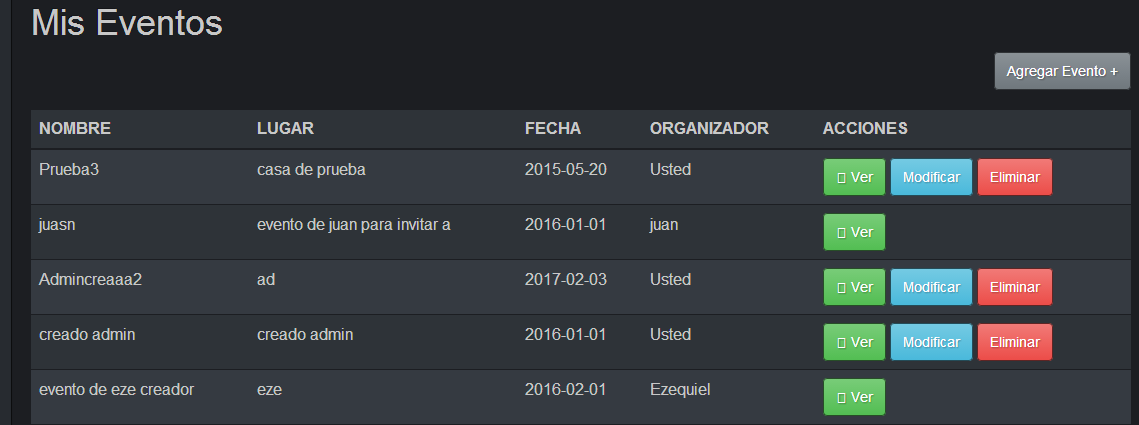 Mis Eventos
Agregar Evento +
NOMBRE LUGAR FECHA ORGANIZADOR ACCIONES
Prueba3 casa de prueba 2015-05-20 Usted Ver Modificar Eliminar
juasn evento de juan para invitar a 2016-01-01 juan Ver
Admincreaaa2 ad 2017-02-03 Usted Ver Modificar Eliminar
creado admin creado admin 2016-01-01 Usted Ver Modificar Eliminar
evento de eze creador eze 2016-02-01 Ezequiel Ver